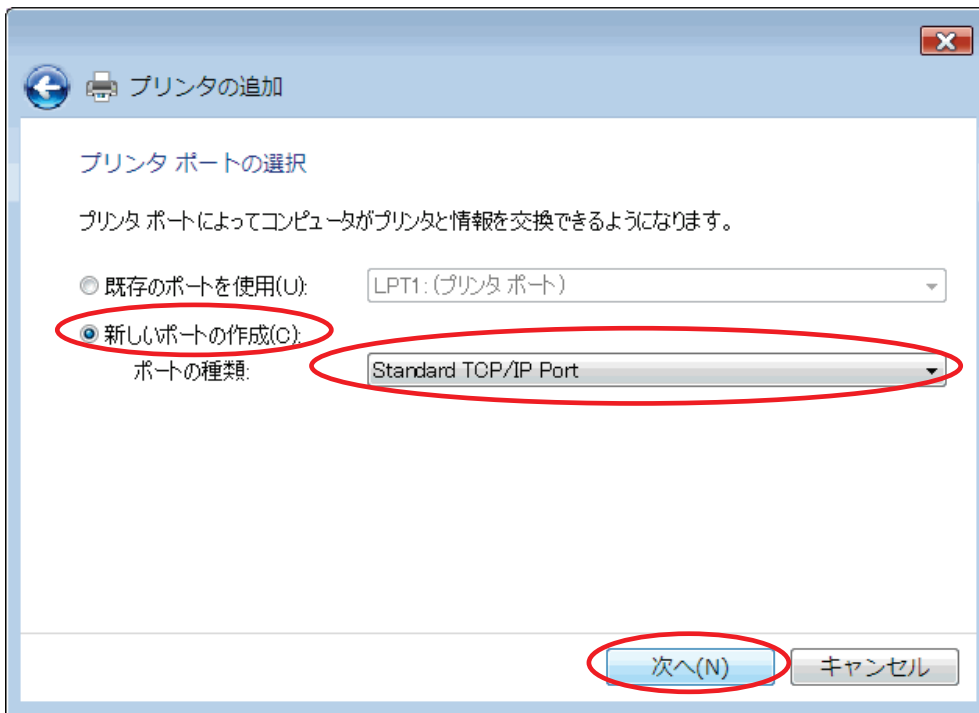 プリンタの追加
プリンタ ポートの選択
プリンタ ポートによってコンピュータがプリンタと情報を交換できるようになります。
既存のポートを使用(U): LPT1: (プリンタ ポート)
新しいポートの作成(C):
ポートの種類: Standard TCP/IP Port
次へ(N) キャンセル